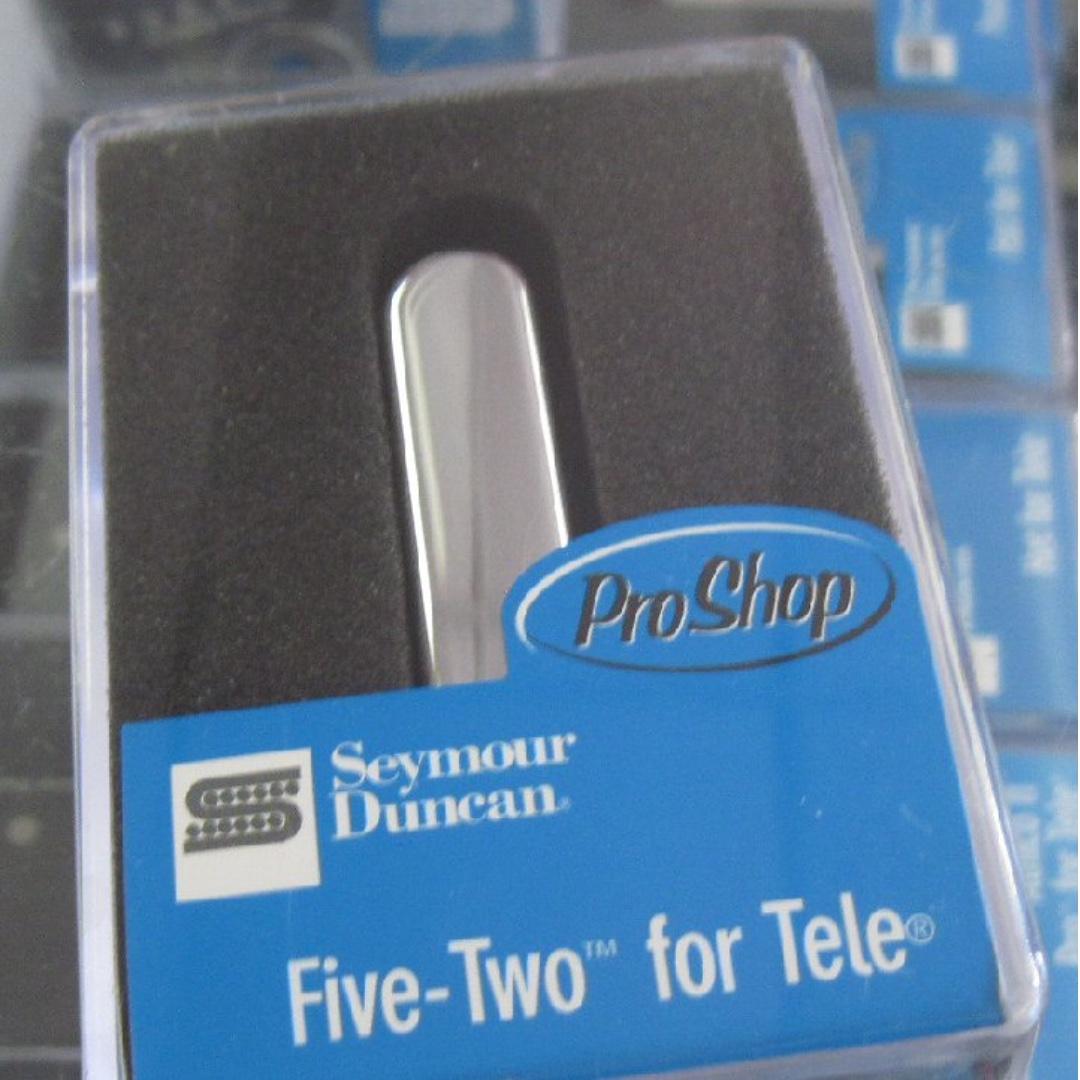 ProShop
Seymour
Duncan®
Five-Two™ for Tele®